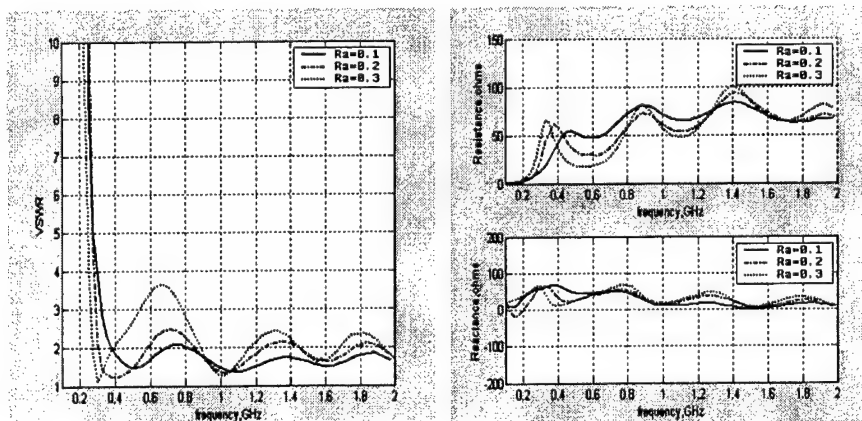 10
9
8
7
6
5
4
3
2
1
VSWR
Ra=0.1
Ra=0.2
Ra=0.3
0.2 0.4 0.6 0.8 1 1.2 1.4 1.6 1.8 2
frequency,GHz
150
100
50
0
Resistance,ohms
Ra=0.1
Ra=0.2
Ra=0.3
0.2 0.4 0.6 0.8 1 1.2 1.4 1.6 1.8 2
frequency,GHz
200
100
0
-100
-200
Reactance,ohms
Ra=0.1
Ra=0.2
Ra=0.3
0.2 0.4 0.6 0.8 1 1.2 1.4 1.6 1.8 2
frequency,GHz